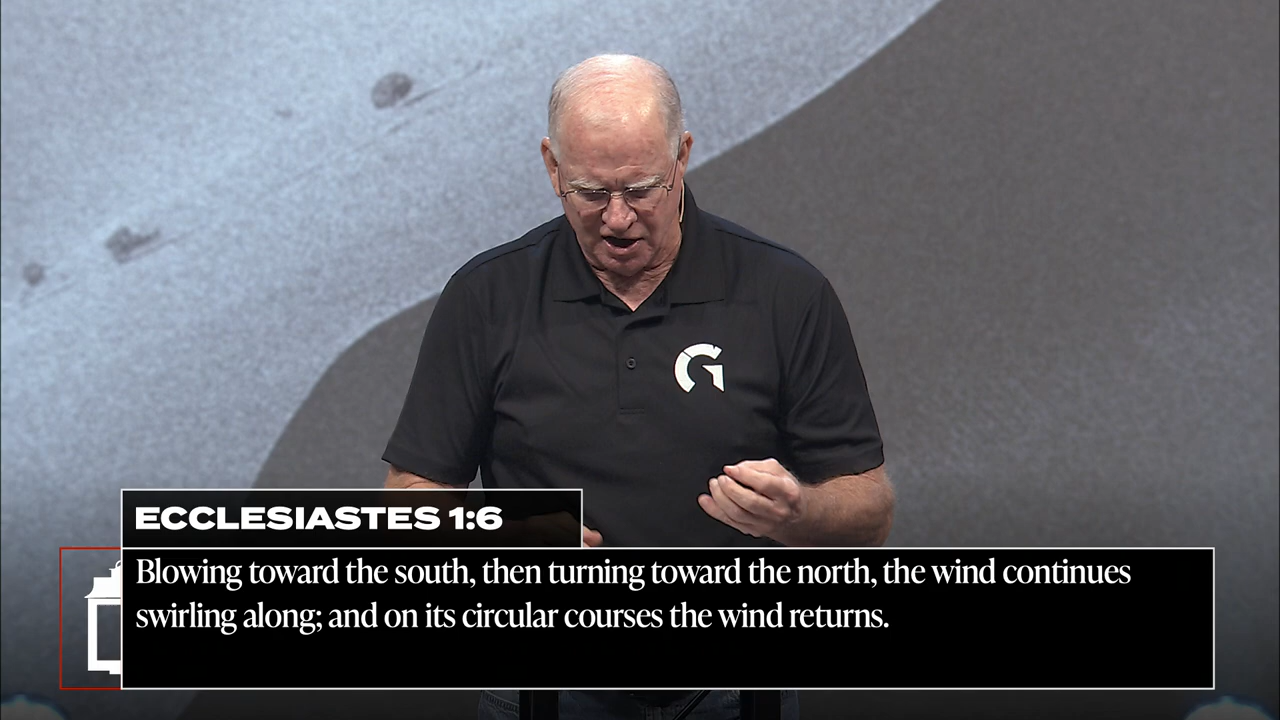 G
ECCLESIASTES 1:6
Blowing toward the south, then turning toward the north, the wind continues
swirling along; and on its circular courses the wind returns.